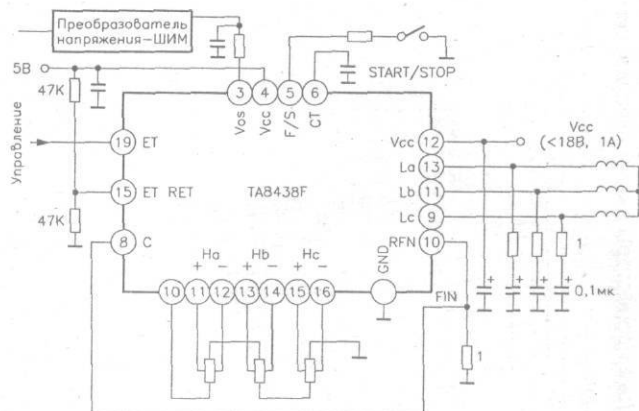 Преобразователь
напряжения–ШИМ
5В
START/STOP
47К
3 4 5 6
Vos Vcc F/S CT
Управление
19 ET
12 Vcc
Vcc
(<18В, 1А)
13 La
15 ET RET
TA8438F
11 Lb
47К
9 Lc
8 C
10 RFN
1
Ha Hb Hc
+ − + − + −
GND
10 11 12 13 14 15 16
FIN
+ + + + 0,1мк
1